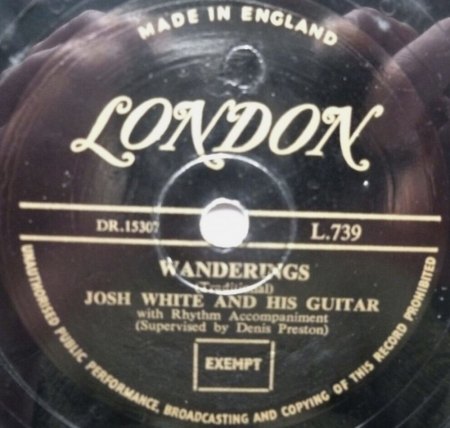 MADE IN ENGLAND
LONDON
DR.15307 L.739
WANDERINGS
(Traditional)
JOSH WHITE AND HIS GUITAR
with Rhythm Accompaniment
(Supervised by Denis Preston)
EXEMPT
UNAUTHORISED PUBLIC PERFORMANCE, BROADCASTING AND COPYING OF THIS RECORD PROHIBITED